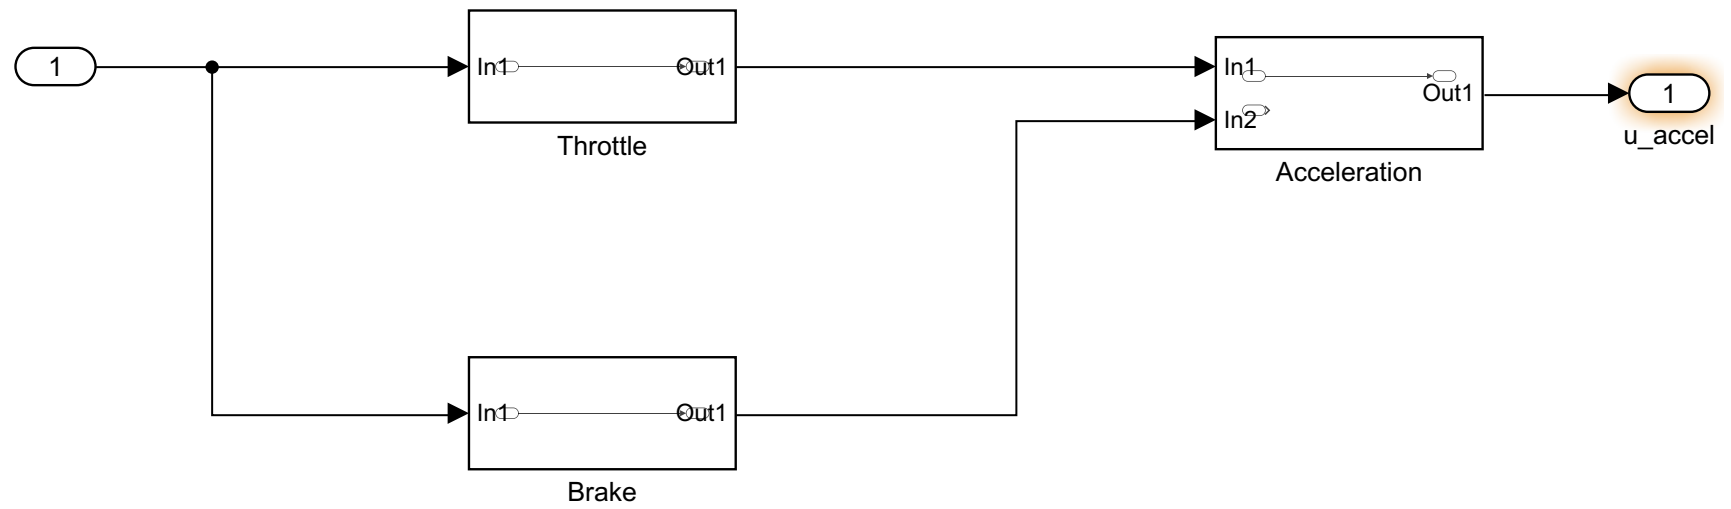 1
In1
Out1
Throttle
In1
In2
Out1
Acceleration
1
u_accel
In1
Out1
Brake